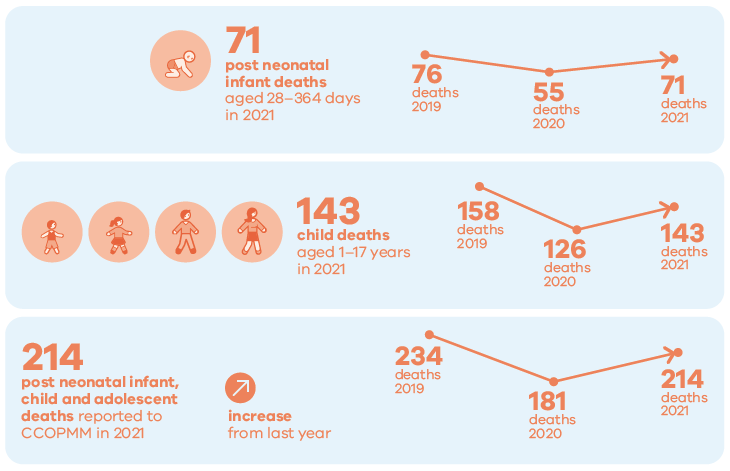 71
post neonatal
infant deaths
aged 28–364 days
in 2021
76
deaths
2019
55
deaths
2020
71
deaths
2021
143
child deaths
aged 1–17 years
in 2021
158
deaths
2019
126
deaths
2020
143
deaths
2021
214
post neonatal infant,
child and adolescent
deaths reported to
CCOPMM in 2021
increase
from last year
234
deaths
2019
181
deaths
2020
214
deaths
2021